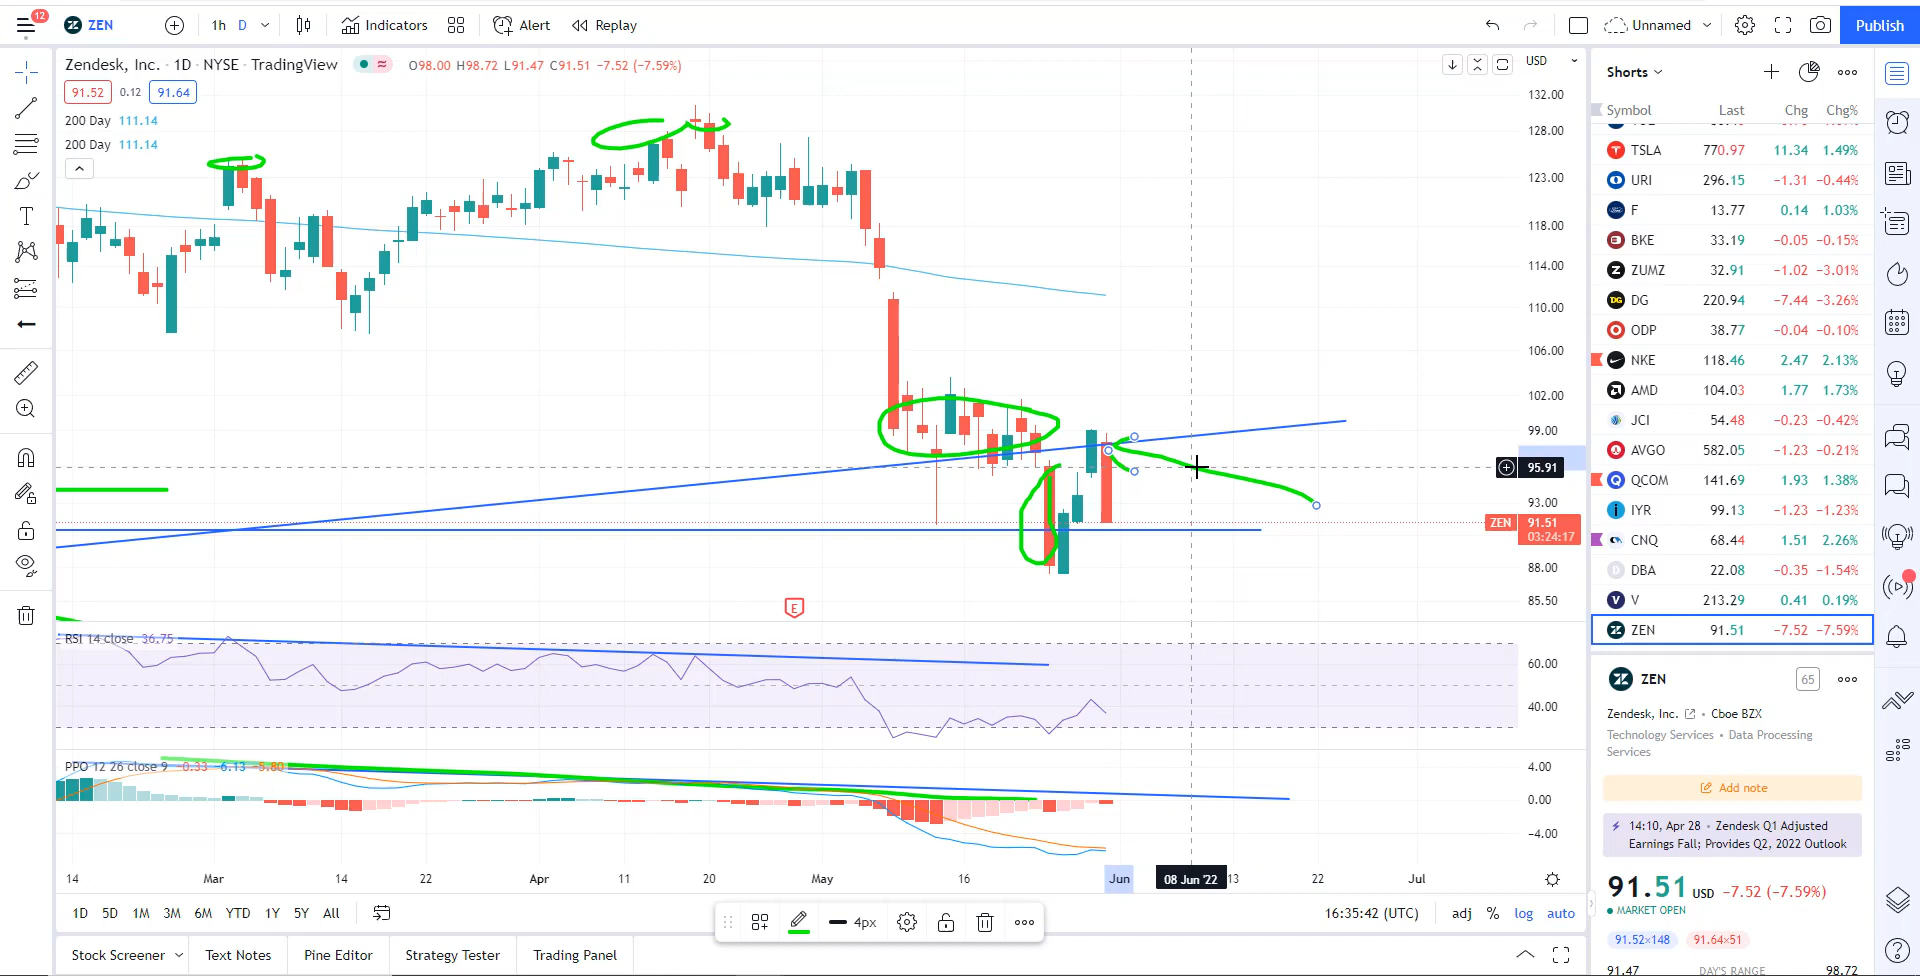 12 ZEN 1h D Indicators Alert Replay Unnamed Publish
Zendesk, Inc. · 1D · NYSE · TradingView O98.00 H98.72 L91.47 C91.51 −7.52 (−7.59%)
91.52 0.12 91.64
200 Day 111.14
200 Day 111.14
USD
132.00
128.00
123.00
118.00
114.00
110.00
106.00
102.00
99.00
95.91
93.00
ZEN 91.51
03:24:17
88.00
85.50
E
RSI 14 close 36.75
60.00
40.00
PPO 12 26 close 9 −0.33 −6.13 −5.80
4.00
0.00
−4.00
14 Mar 14 22 Apr 11 20 May 16 Jun 08 Jun '22 13 22 Jul
1D 5D 1M 3M 6M YTD 1Y 5Y All
4px
16:35:42 (UTC) adj % log auto
Stock Screener Text Notes Pine Editor Strategy Tester Trading Panel
Shorts
Symbol Last Chg Chg%
TSLA 770.97 11.34 1.49%
URI 296.15 −1.31 −0.44%
F 13.77 0.14 1.03%
BKE 33.19 −0.05 −0.15%
ZUMZ 32.91 −1.02 −3.01%
DG 220.94 −7.44 −3.26%
ODP 38.77 −0.04 −0.10%
NKE 118.46 2.47 2.13%
AMD 104.03 1.77 1.73%
JCI 54.48 −0.23 −0.42%
AVGO 582.05 −1.23 −0.21%
QCOM 141.69 1.93 1.38%
IYR 99.13 −1.23 −1.23%
CNQ 68.44 1.51 2.26%
DBA 22.08 −0.35 −1.54%
V 213.29 0.41 0.19%
ZEN 91.51 −7.52 −7.59%
ZEN 65
Zendesk, Inc. • Cboe BZX
Technology Services • Data Processing
Services
Add note
14:10, Apr 28 • Zendesk Q1 Adjusted
Earnings Fall; Provides Q2, 2022 Outlook
91.51 USD −7.52 (−7.59%)
MARKET OPEN
91.52×148 91.64×51
91.47 DAY'S RANGE 98.72